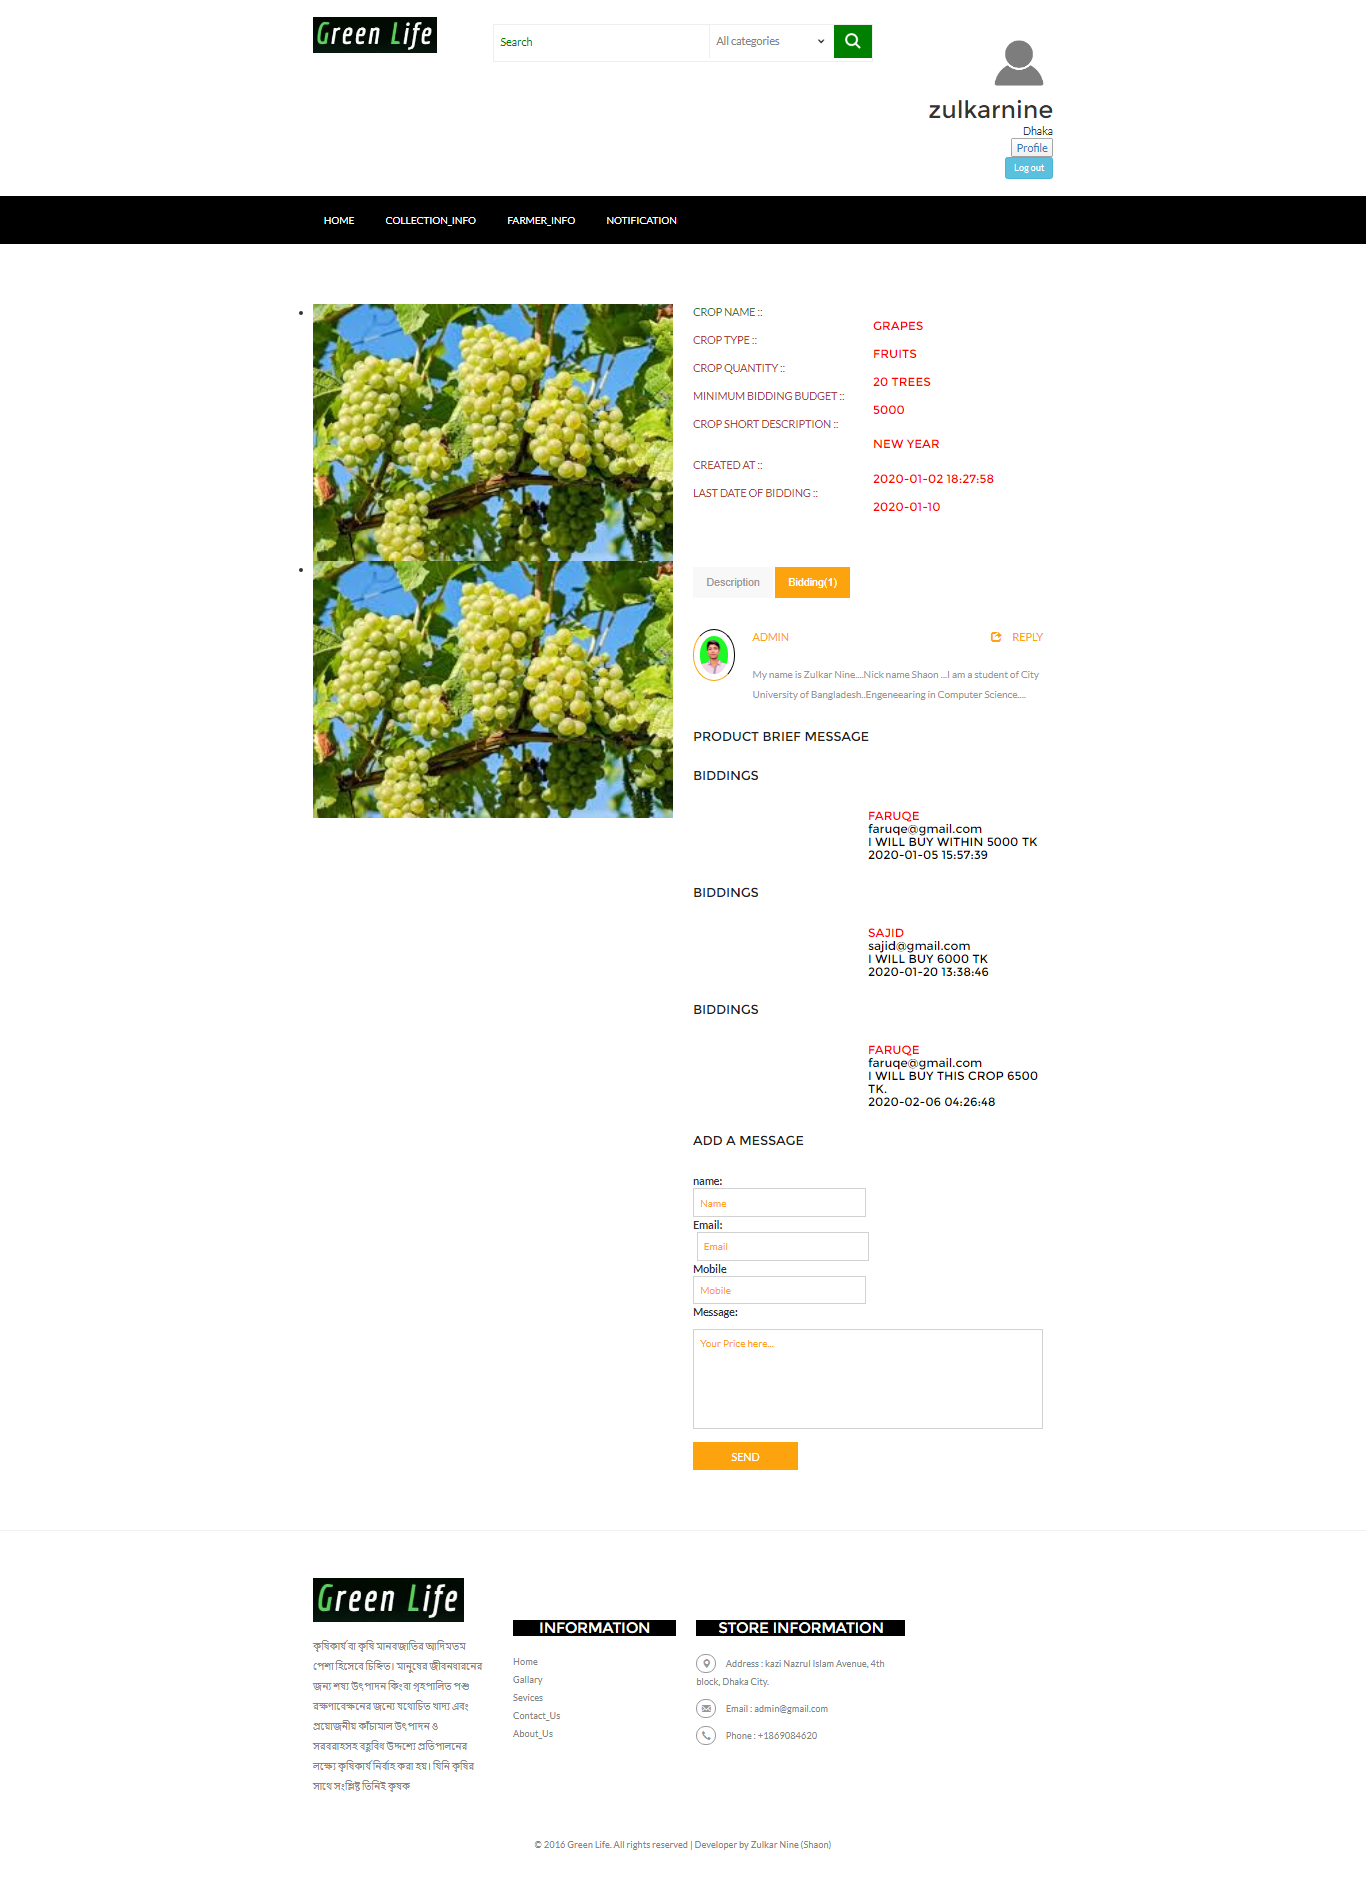 Green Life
Search
All categories
zulkarnine
Dhaka
Profile
Log out
HOME
COLLECTION_INFO
FARMER_INFO
NOTIFICATION
CROP NAME ::
GRAPES
CROP TYPE ::
FRUITS
CROP QUANTITY ::
20 TREES
MINIMUM BIDDING BUDGET ::
5000
CROP SHORT DESCRIPTION ::
NEW YEAR
CREATED AT ::
2020-01-02 18:27:58
LAST DATE OF BIDDING ::
2020-01-10
Description
Bidding(1)
ADMIN
REPLY
My name is Zulkar Nine....Nick name Shaon ...I am a student of City
University of Bangladesh..Engeneearing in Computer Science....
PRODUCT BRIEF MESSAGE
BIDDINGS
FARUQE
faruqe@gmail.com
I WILL BUY WITHIN 5000 TK
2020-01-05 15:57:39
BIDDINGS
SAJID
sajid@gmail.com
I WILL BUY 6000 TK
2020-01-20 13:38:46
BIDDINGS
FARUQE
faruqe@gmail.com
I WILL BUY THIS CROP 6500
TK.
2020-02-06 04:26:48
ADD A MESSAGE
name:
Name
Email:
Email
Mobile
Mobile
Message:
Your Price here...
SEND
Green Life
কৃষিকার্য বা কৃষি মানবজাতির আদিমতম
পেশা হিসেবে চিহ্নিত। মানুষের জীবনধারনের
জন্য শষ্য উৎপাদন কিংবা গৃহপালিত পশু
রক্ষণাবেক্ষনের জন্যে যথোচিত খাদ্য এবং
প্রয়োজনীয় কাঁচামাল উৎপাদন ও
সরবরাহসহ বহুবিধ উদ্দশ্যে প্রতিপালনের
লক্ষ্যে কৃষিকার্য নির্বাহ করা হয়। যিনি কৃষির
সাথে সংশ্লিষ্ট তিনিই কৃষক
INFORMATION
Home
Gallary
Sevices
Contact_Us
About_Us
STORE INFORMATION
Address : kazi Nazrul Islam Avenue, 4th
block, Dhaka City.
Email : admin@gmail.com
Phone : +1869084620
© 2016 Green Life. All rights reserved | Developer by Zulkar Nine (Shaon)